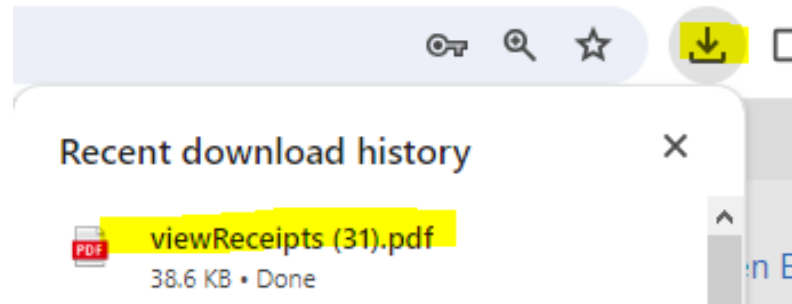 Recent download history
PDF
viewReceipts (31).pdf
38.6 KB • Done